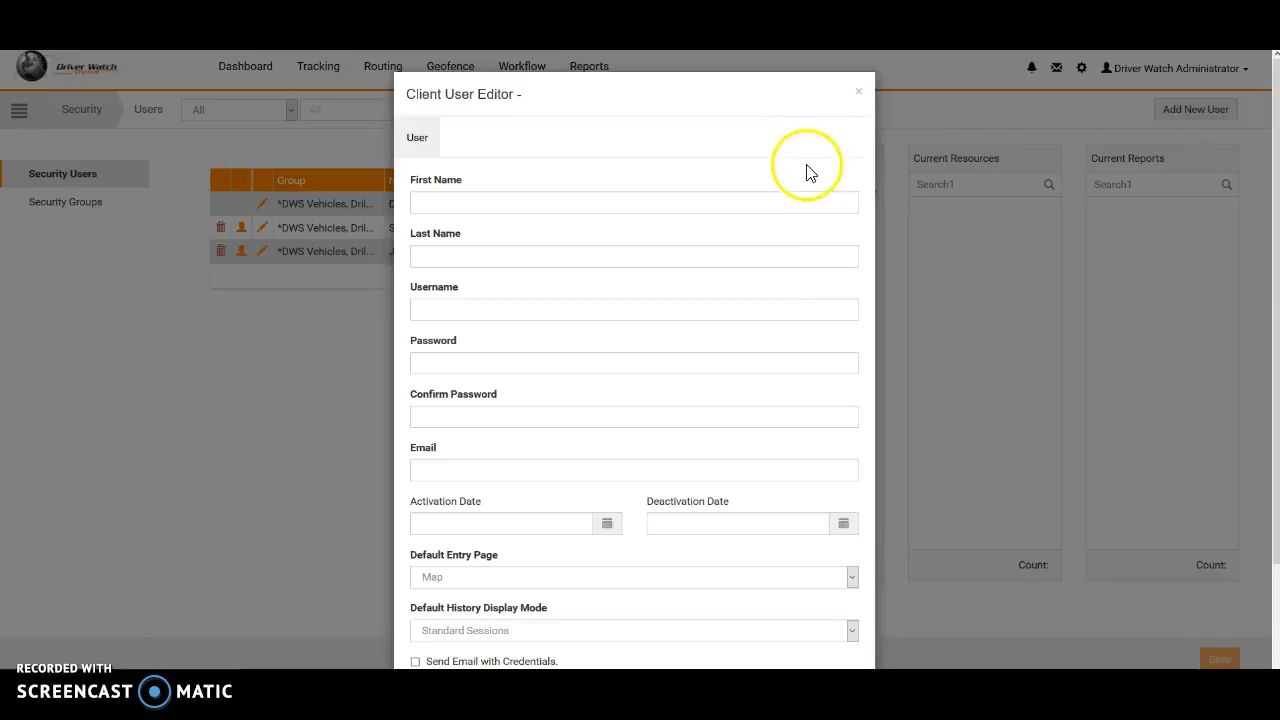 Driver Watch
Dashboard Tracking Routing Geofence Workflow Reports
Driver Watch Administrator
Security Users All All
Add New User
Security Users
Security Groups
Group
*DWS Vehicles, Dril...
*DWS Vehicles, Dril...
*DWS Vehicles, Dril...
Client User Editor -
×
User
First Name
Last Name
Username
Password
Confirm Password
Email
Activation Date Deactivation Date
Default Entry Page
Map
Default History Display Mode
Standard Sessions
Send Email with Credentials.
Current Resources Current Reports
Search1 Search1
Count: Count:
Save
RECORDED WITH
SCREENCAST MATIC